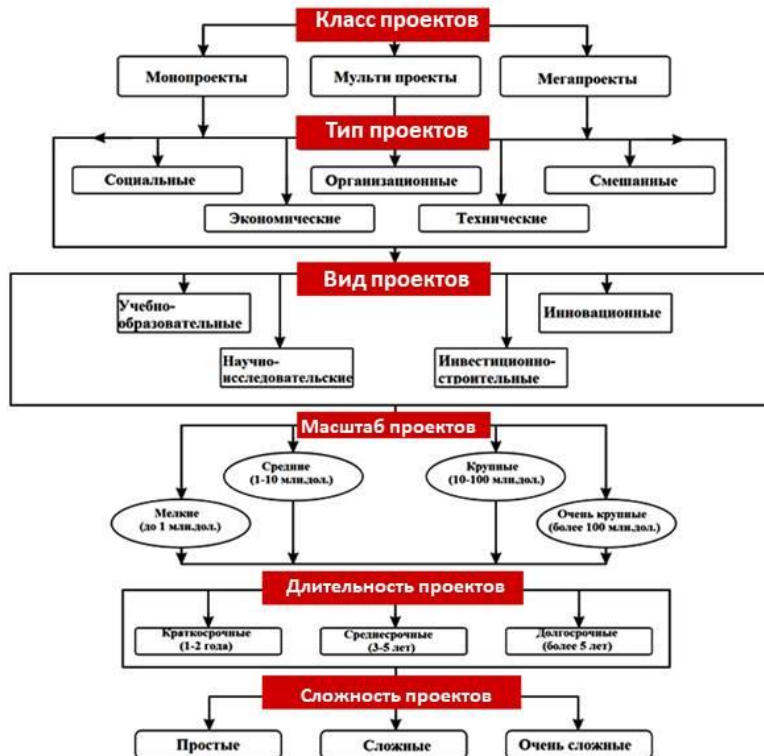 Класс проектов
Монопроекты
Мульти проекты
Мегапроекты
Тип проектов
Социальные
Организационные
Смешанные
Экономические
Технические
Вид проектов
Учебно-
образовательные
Инновационные
Научно-
исследовательские
Инвестиционно-
строительные
Масштаб проектов
Средние
(1-10 млн.дол.)
Крупные
(10-100 млн.дол.)
Мелкие
(до 1 млн.дол.)
Очень крупные
(более 100 млн.дол.)
Длительность проектов
Краткосрочные
(1-2 года)
Среднесрочные
(3-5 лет)
Долгосрочные
(более 5 лет)
Сложность проектов
Простые
Сложные
Очень сложные